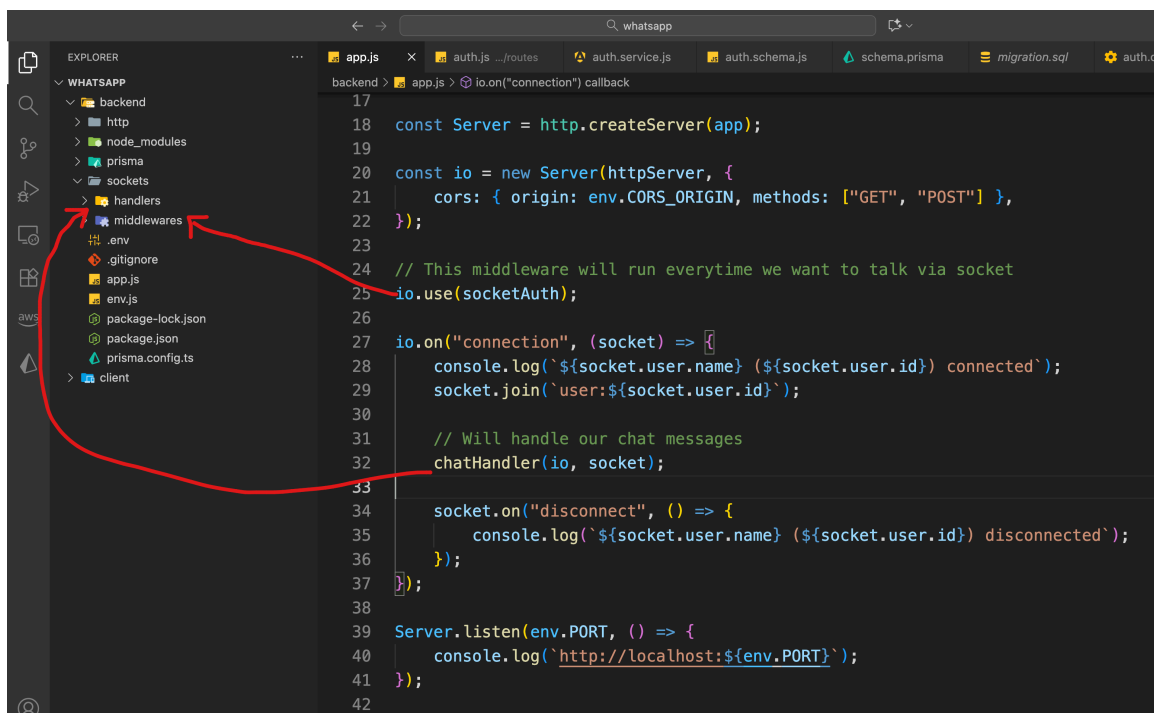 whatsapp
EXPLORER
WHATSAPP
backend
http
node_modules
prisma
sockets
handlers
middlewares
.env
.gitignore
app.js
env.js
package-lock.json
package.json
prisma.config.ts
client
aws
app.js auth.js .../routes auth.service.js auth.schema.js schema.prisma migration.sql auth.c
backend > app.js > io.on("connection") callback
17
18 const Server = http.createServer(app);
19
20 const io = new Server(httpServer, {
21 cors: { origin: env.CORS_ORIGIN, methods: ["GET", "POST"] },
22 });
23
24 // This middleware will run everytime we want to talk via socket
25 io.use(socketAuth);
26
27 io.on("connection", (socket) => {
28 console.log(`${socket.user.name} (${socket.user.id}) connected`);
29 socket.join(`user:${socket.user.id}`);
30
31 // Will handle our chat messages
32 chatHandler(io, socket);
33
34 socket.on("disconnect", () => {
35 console.log(`${socket.user.name} (${socket.user.id}) disconnected`);
36 });
37 });
38
39 Server.listen(env.PORT, () => {
40 console.log(`http://localhost:${env.PORT}`);
41 });
42